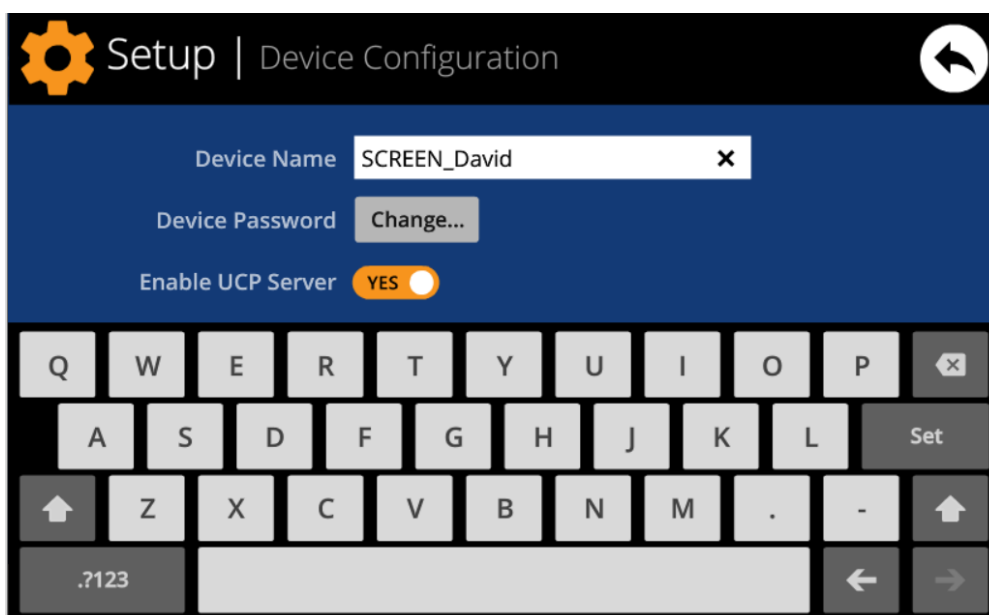 Setup | Device Configuration
Device Name SCREEN_David
Device Password Change...
Enable UCP Server YES
Q W E R T Y U I O P
A S D F G H J K L Set
Z X C V B N M . -
.?123